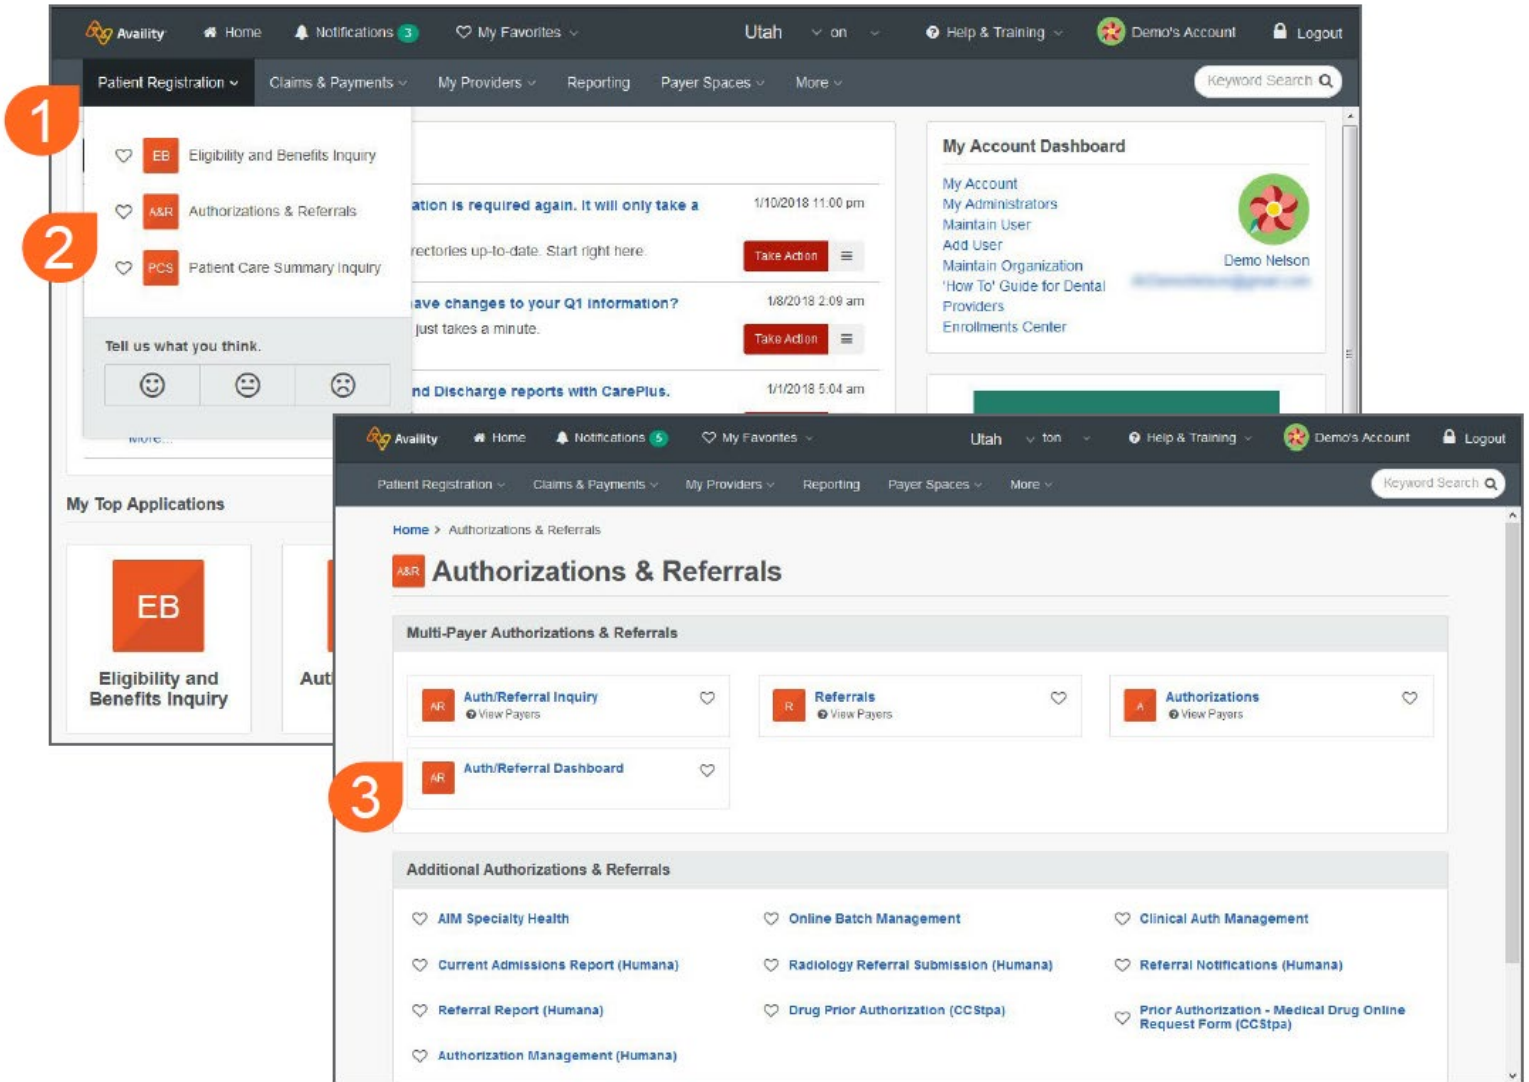 Availity Home Notifications 3 My Favorites Utah on Help & Training Demo's Account Logout
Patient Registration Claims & Payments My Providers Reporting Payer Spaces More Keyword Search
1
EB Eligibility and Benefits Inquiry
2
A&R Authorizations & Referrals
PCS Patient Care Summary Inquiry
Tell us what you think.
ation is required again. It will only take a 1/10/2018 11:00 pm
rectories up-to-date. Start right here.
Take Action
ave changes to your Q1 information? 1/8/2018 2:09 am
just takes a minute.
Take Action
nd Discharge reports with CarePlus. 1/1/2018 5:04 am
More...
My Account Dashboard
My Account
My Administrators
Maintain User
Add User
Maintain Organization
'How To' Guide for Dental
Providers
Enrollments Center
Demo Nelson
My Top Applications
EB
Eligibility and
Benefits Inquiry
Aut
Availity Home Notifications 5 My Favorites Utah ton Help & Training Demo's Account Logout
Patient Registration Claims & Payments My Providers Reporting Payer Spaces More Keyword Search
Home > Authorizations & Referrals
A&R Authorizations & Referrals
Multi-Payer Authorizations & Referrals
AR Auth/Referral Inquiry
View Payers
R Referrals
View Payers
A Authorizations
View Payers
3
AR Auth/Referral Dashboard
Additional Authorizations & Referrals
AIM Specialty Health Online Batch Management Clinical Auth Management
Current Admissions Report (Humana) Radiology Referral Submission (Humana) Referral Notifications (Humana)
Referral Report (Humana) Drug Prior Authorization (CCStpa) Prior Authorization - Medical Drug Online
Request Form (CCStpa)
Authorization Management (Humana)